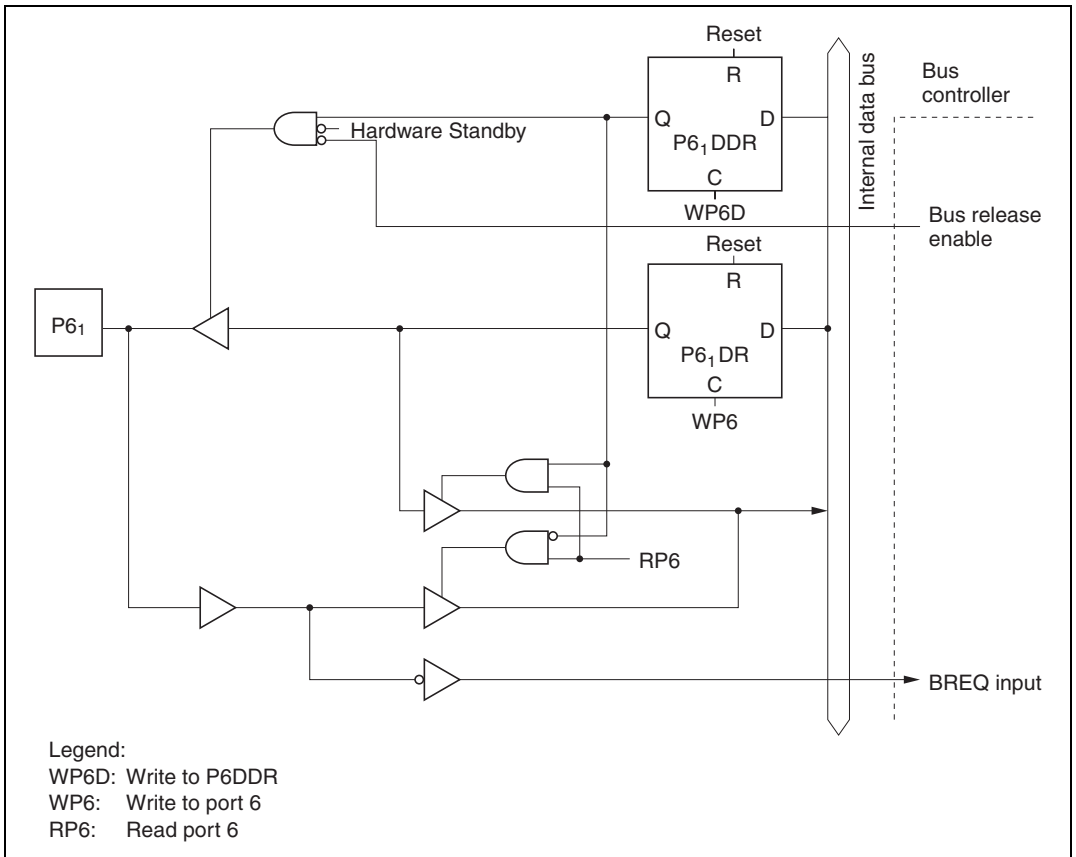 Reset
R
Bus
controller
Internal data bus
Q
D
Hardware Standby
P6₁DDR
C
WP6D
Bus release
enable
Reset
R
P6₁
Q
D
P6₁DR
C
WP6
RP6
BREQ input
Legend:
WP6D: Write to P6DDR
WP6: Write to port 6
RP6: Read port 6